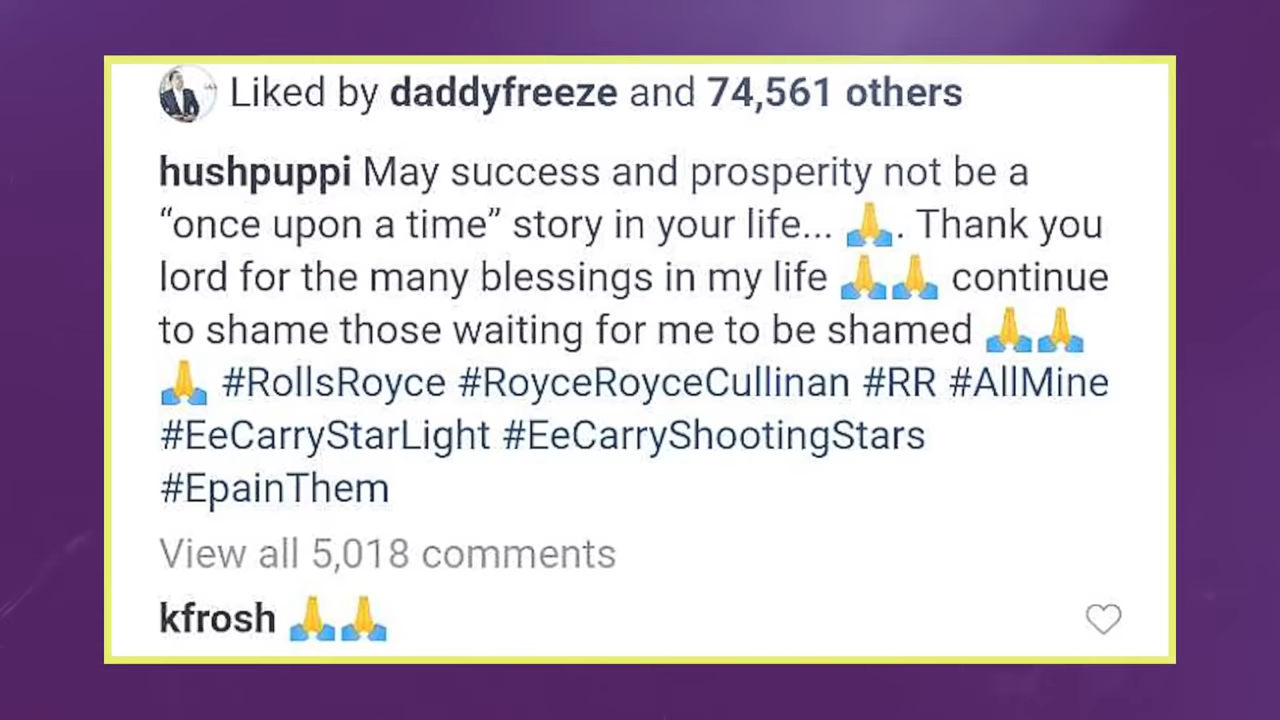 Liked by daddyfreeze and 74,561 others
hushpuppi May success and prosperity not be a
“once upon a time” story in your life... 🙏. Thank you
lord for the many blessings in my life 🙏🙏 continue
to shame those waiting for me to be shamed 🙏🙏
🙏 #RollsRoyce #RoyceRoyceCullinan #RR #AllMine
#EeCarryStarLight #EeCarryShootingStars
#EpainThem
View all 5,018 comments
kfrosh 🙏🙏